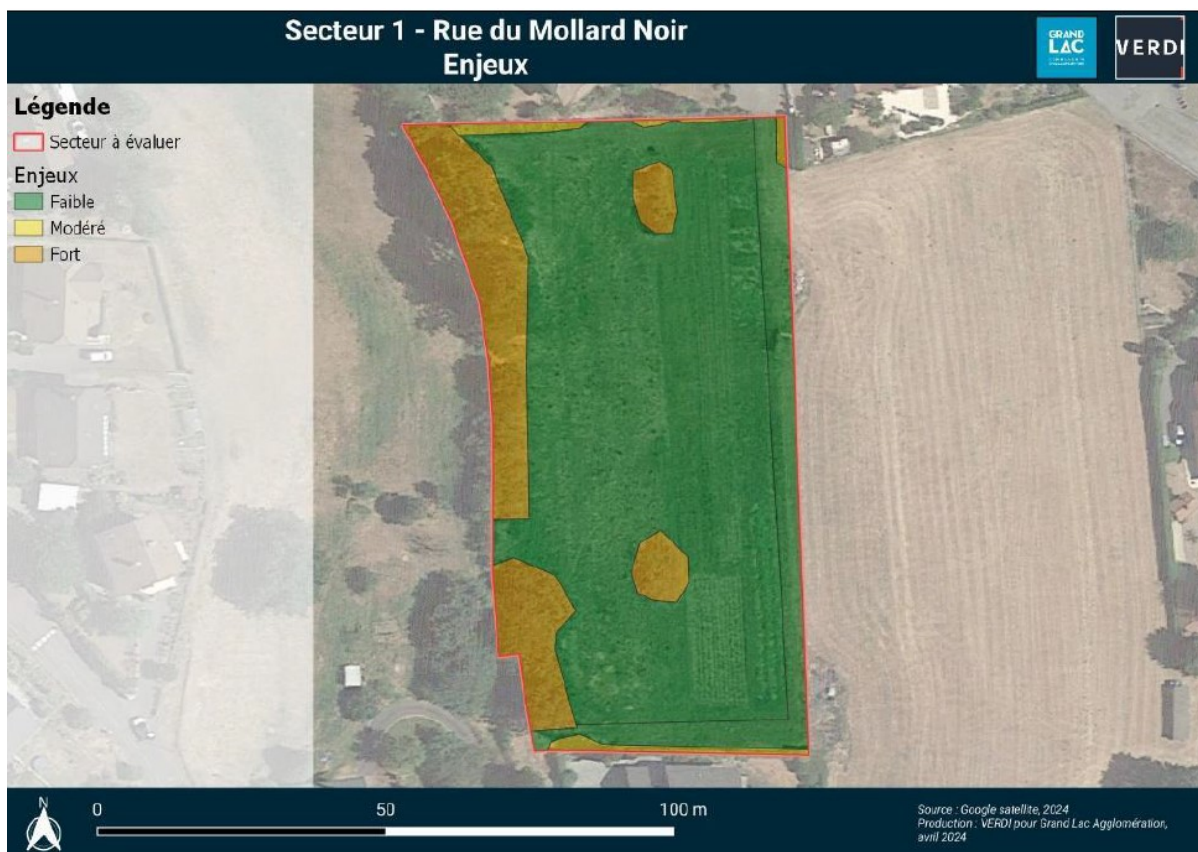 Secteur 1 - Rue du Mollard Noir
Enjeux
GRAND
LAC
VERDI
Légende
Secteur à évaluer
Enjeux
Faible
Modéré
Fort
N
0 50 100 m
Source : Google satellite, 2024
Production : VERDI pour Grand Lac Agglomération,
avril 2024